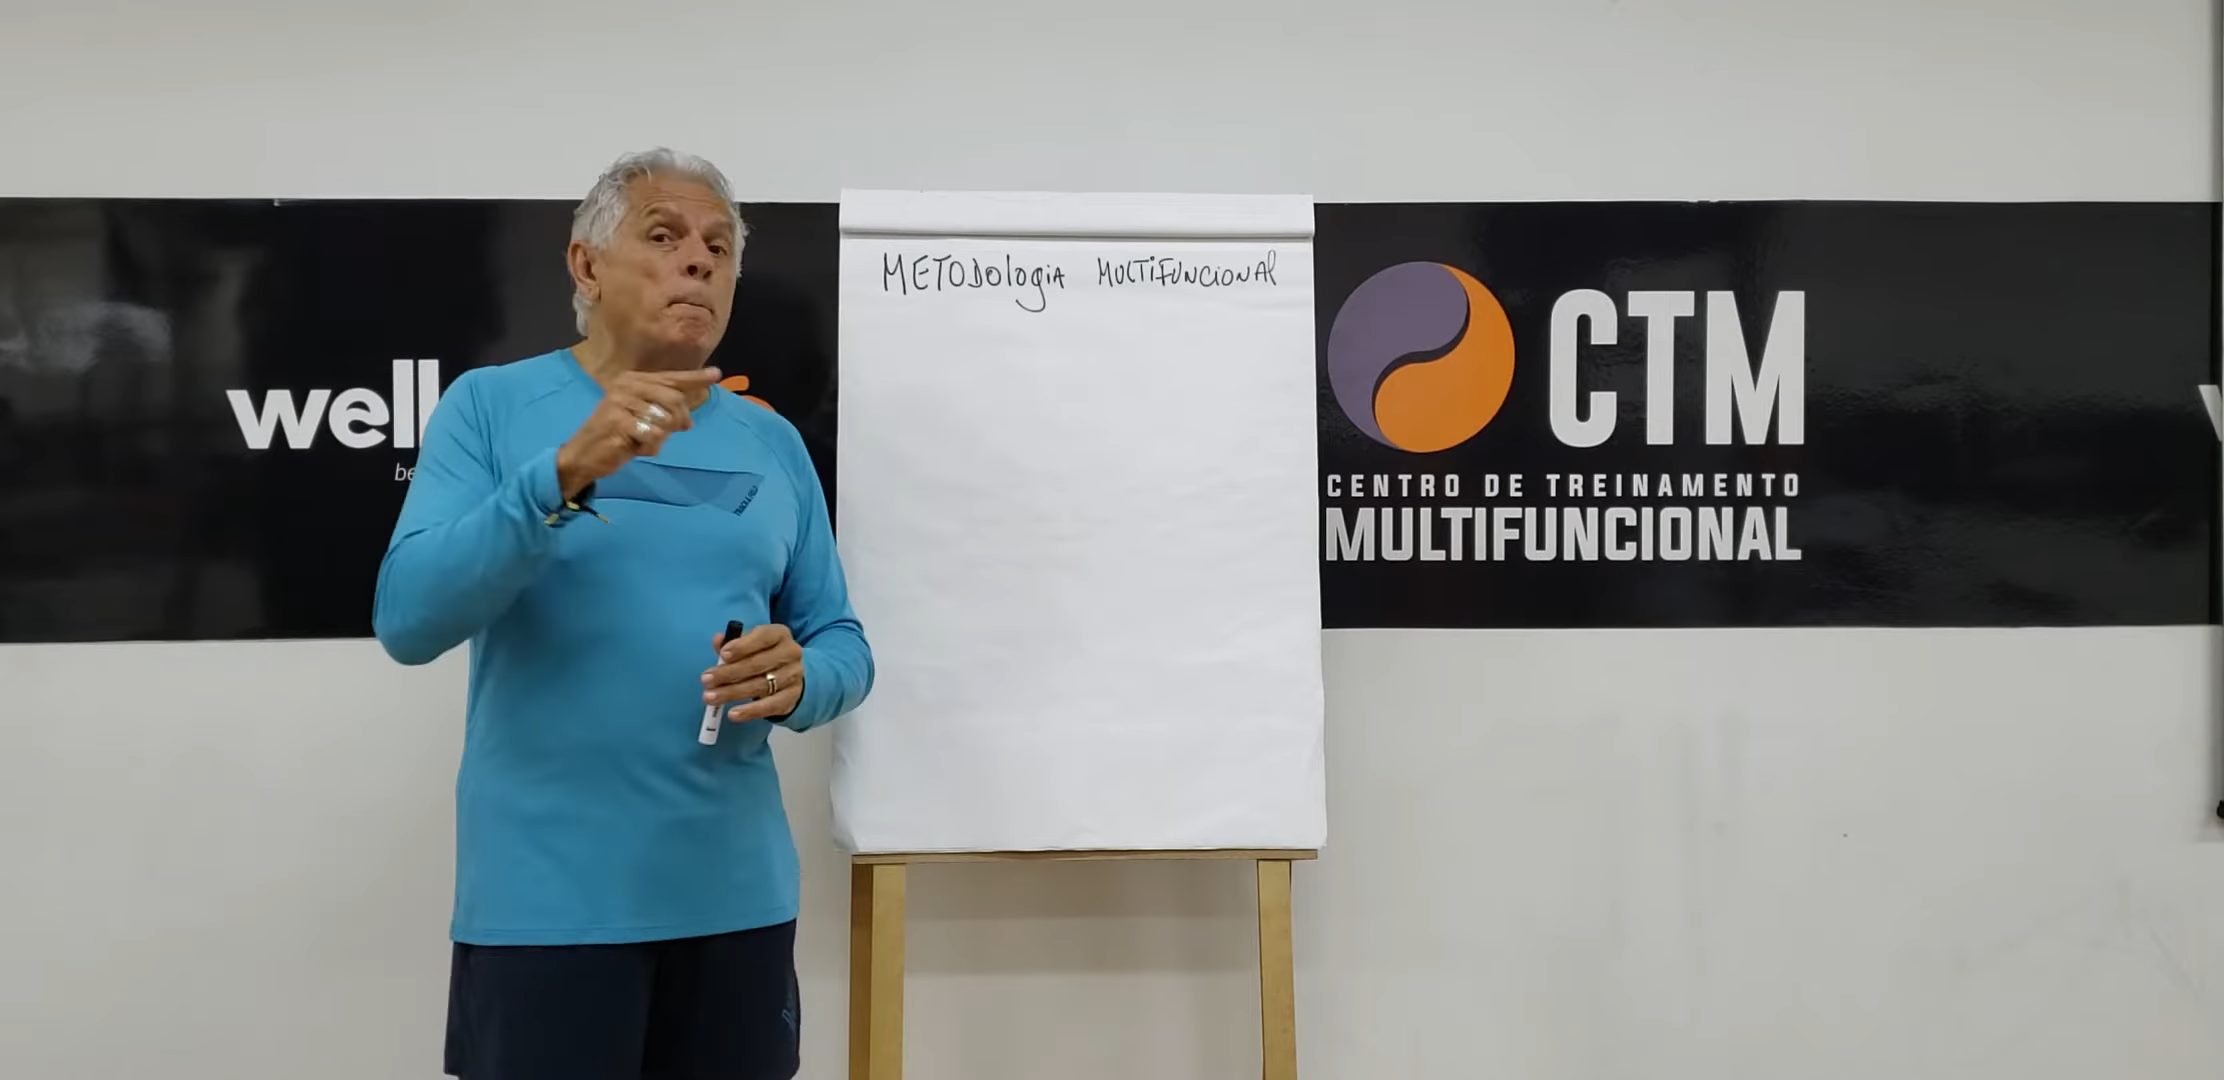 METODologiA MULTiFUNCioNAl
well
be
CTM
CENTRO DE TREINAMENTO
MULTIFUNCIONAL